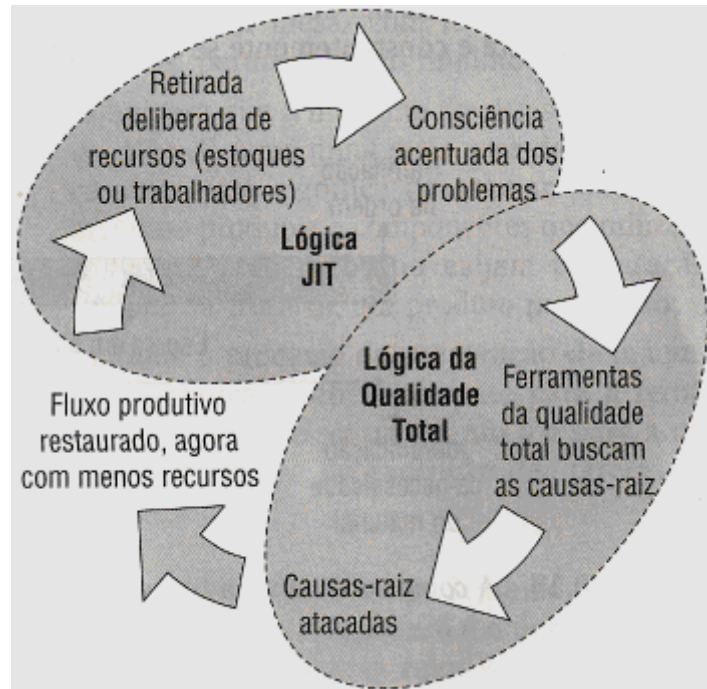 Retirada
deliberada de
recursos (estoques
ou trabalhadores)
Consciência
acentuada dos
problemas
Lógica
JIT
Lógica da
Qualidade
Total
Ferramentas
da qualidade
total buscam
as causas-raiz
Causas-raiz
atacadas
Fluxo produtivo
restaurado, agora
com menos recursos